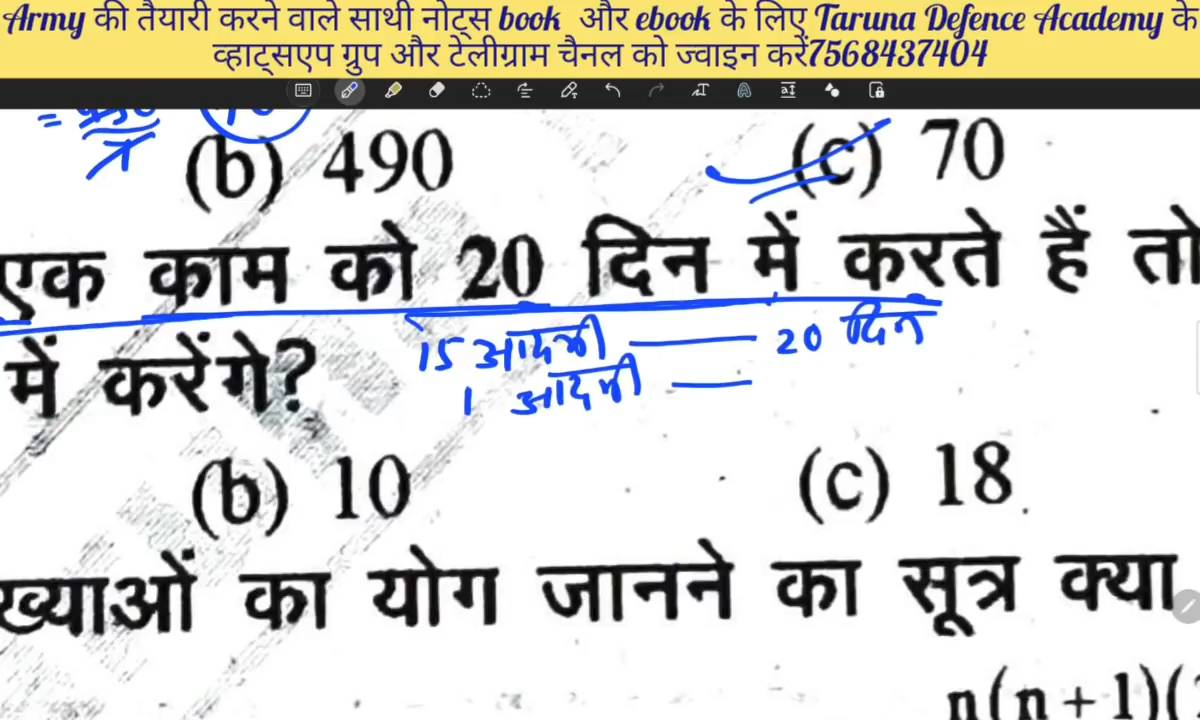 Army की तैयारी करने वाले साथी नोट्स book और ebook के लिए Taruna Defence Academy के
व्हाट्सएप ग्रुप और टेलीग्राम चैनल को ज्वाइन करें7568437404
(b) 490 (c) 70
एक काम को 20 दिन में करते हैं तो
15 आदमी —— 20 दिन
में करेंगे?
1 आदमी ——
(b) 10 (c) 18
ख्याओं का योग जानने का सूत्र क्या
n(n+1)(